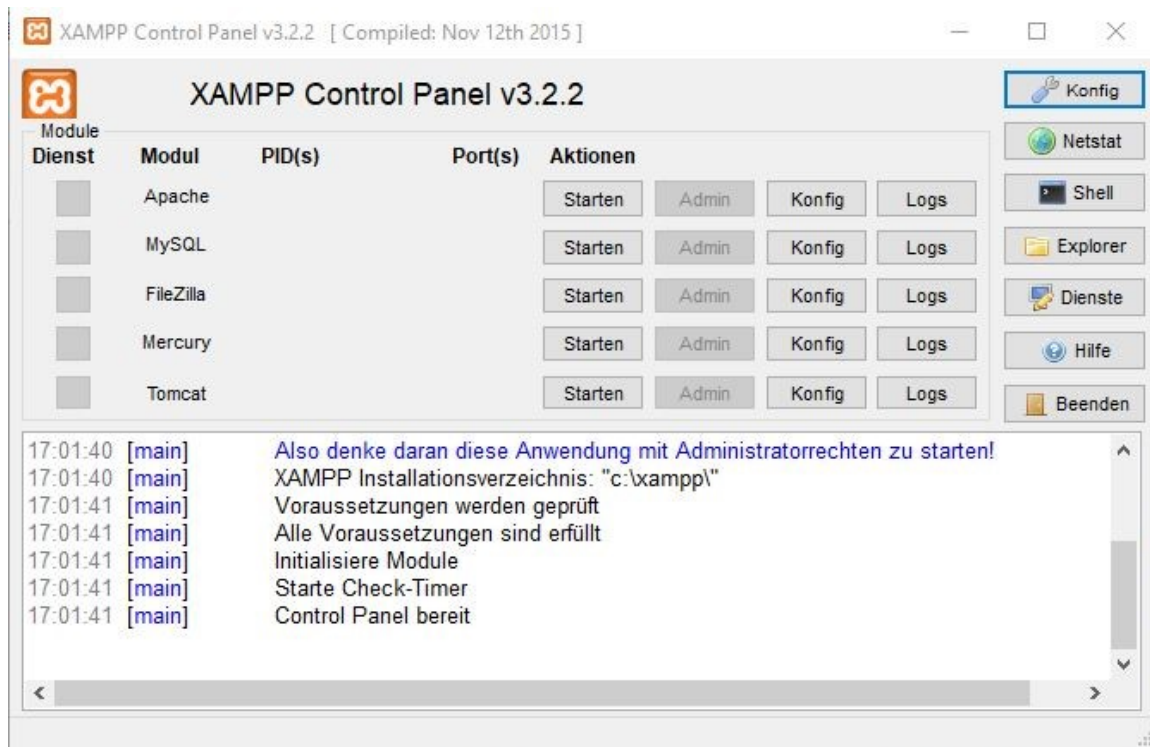 XAMPP Control Panel v3.2.2 [ Compiled: Nov 12th 2015 ]
XAMPP Control Panel v3.2.2
Konfig
Module
Dienst Modul PID(s) Port(s) Aktionen
Netstat
Apache Starten Admin Konfig Logs
Shell
MySQL Starten Admin Konfig Logs
Explorer
FileZilla Starten Admin Konfig Logs
Dienste
Mercury Starten Admin Konfig Logs
Hilfe
Tomcat Starten Admin Konfig Logs
Beenden
17:01:40 [main] Also denke daran diese Anwendung mit Administratorrechten zu starten!
17:01:40 [main] XAMPP Installationsverzeichnis: "c:\xampp\"
17:01:41 [main] Voraussetzungen werden geprüft
17:01:41 [main] Alle Voraussetzungen sind erfüllt
17:01:41 [main] Initialisiere Module
17:01:41 [main] Starte Check-Timer
17:01:41 [main] Control Panel bereit